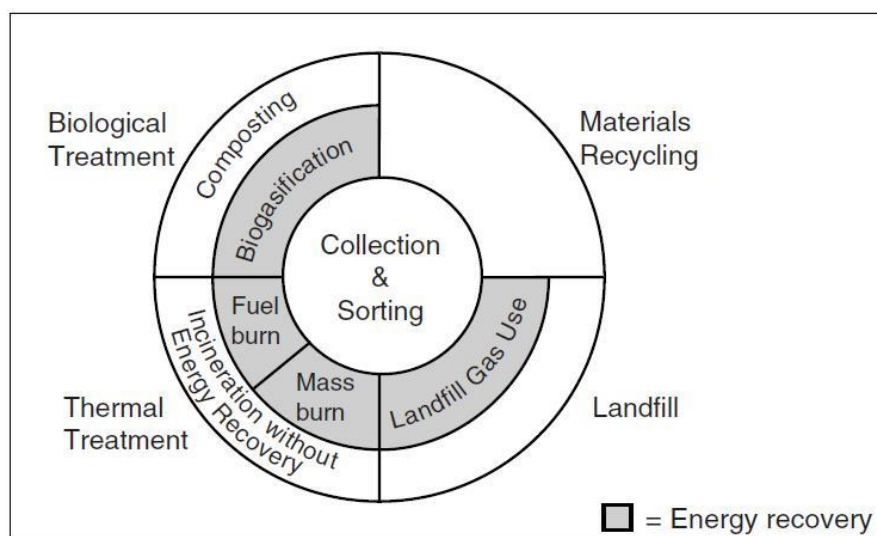 Biological
Treatment
Composting
Biogasification
Materials
Recycling
Collection
&
Sorting
Fuel
burn
Mass
burn
Incineration without
Energy Recovery
Landfill Gas Use
Thermal
Treatment
Landfill
= Energy recovery